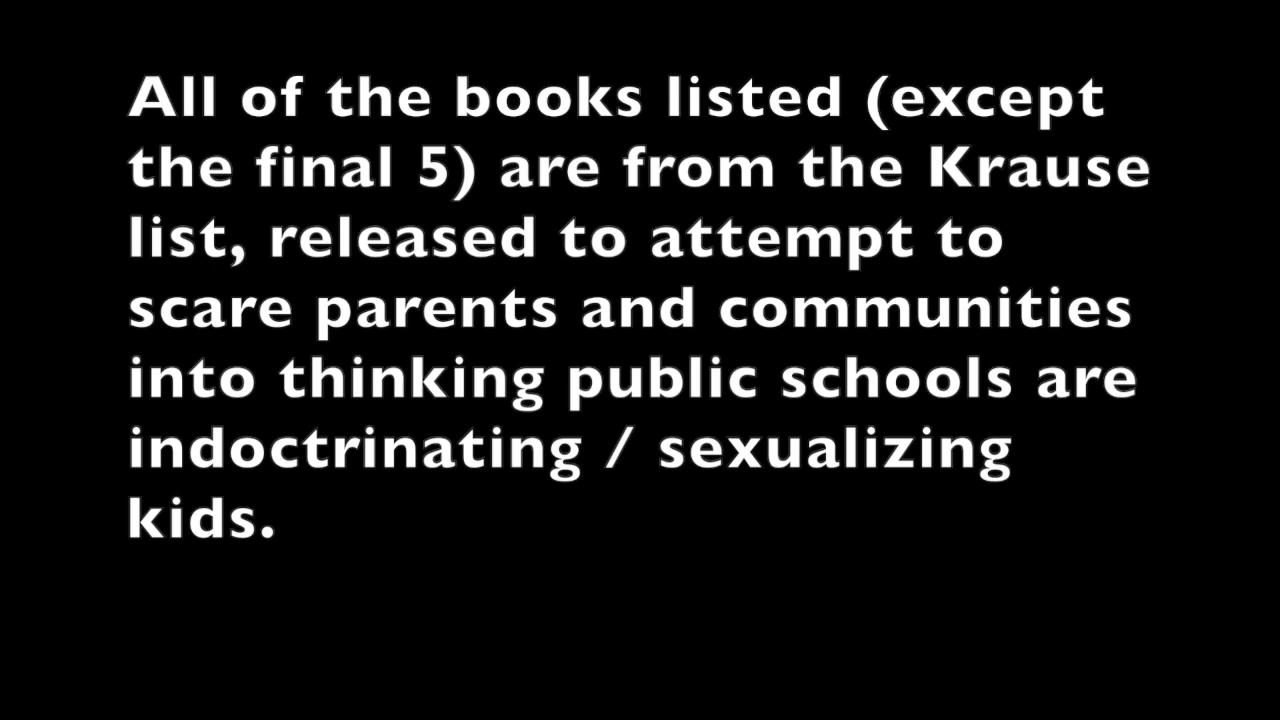 All of the books listed (except
the final 5) are from the Krause
list, released to attempt to
scare parents and communities
into thinking public schools are
indoctrinating / sexualizing
kids.